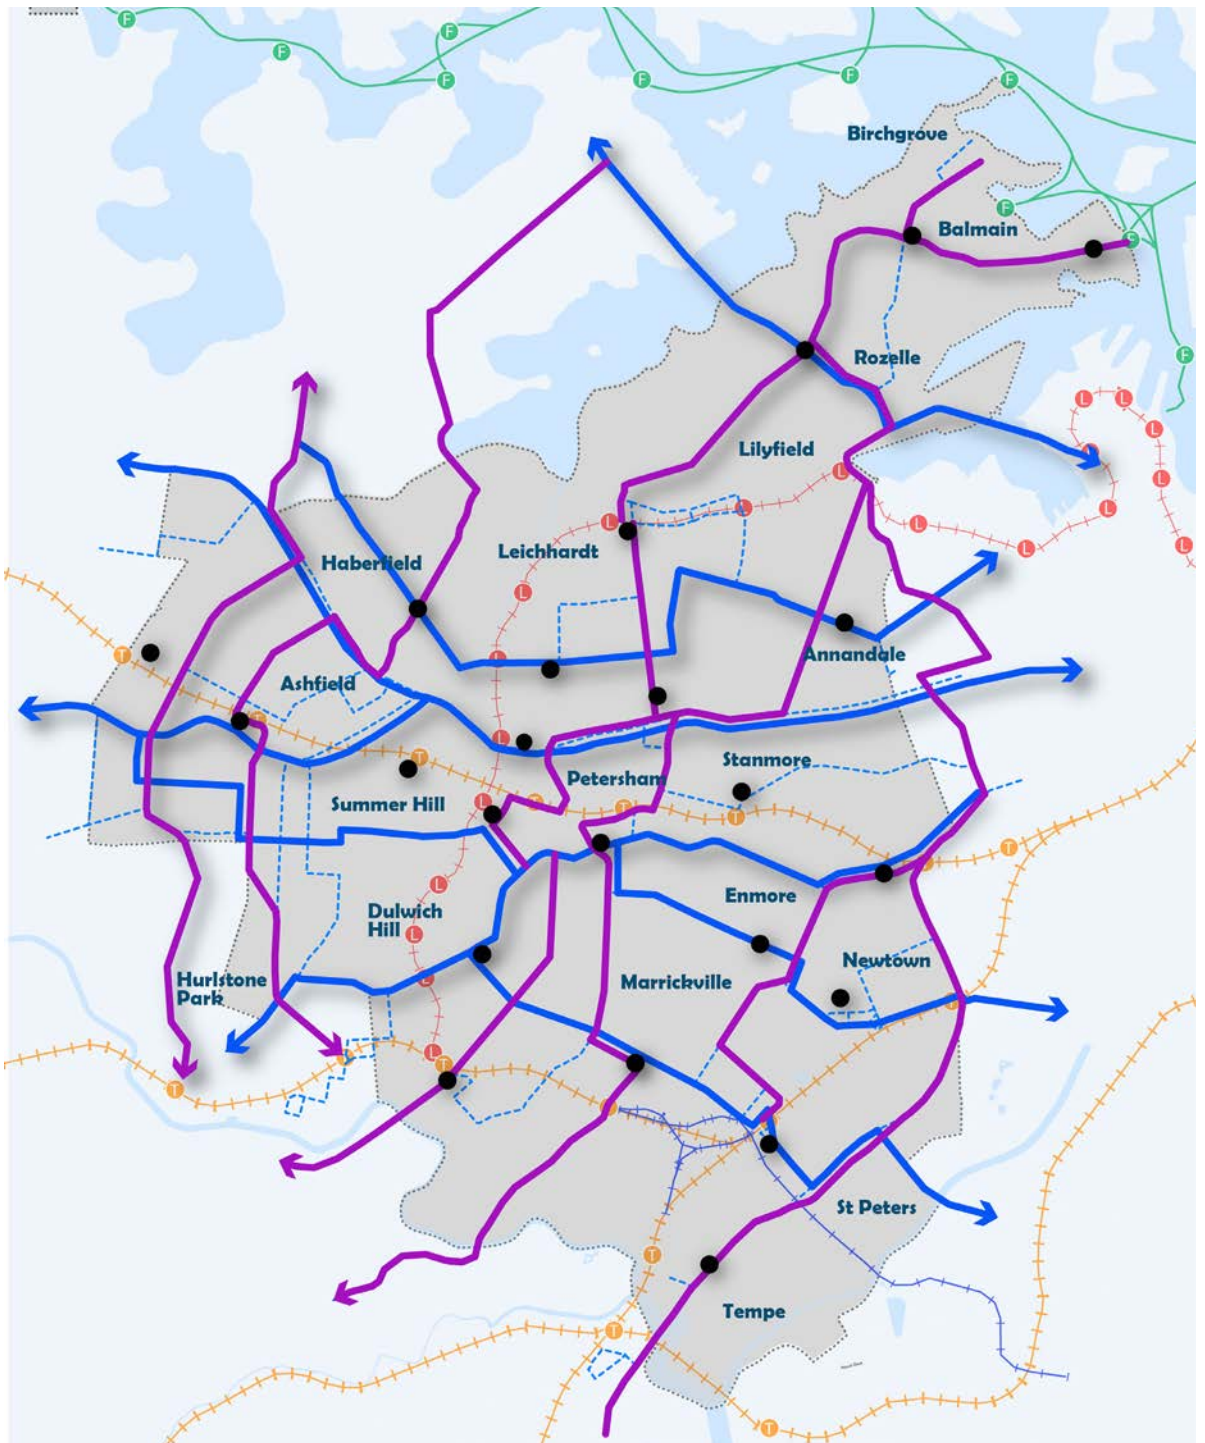 F
F
F
F
F
F
F
Birchgrove
F
Balmain
F
Rozelle
F
L
L
L
Lilyfield
L
L
L
L
L
L
Leichhardt
L
L
L
Haberfield
L
T
L
Annandale
Ashfield
T
L
T
Stanmore
Petersham
Summer Hill
L
T
T
T
T
T
L
Enmore
Dulwich
Hill
L
Newtown
Hurlstone
Park
L
Marrickville
T
L
T
T
T
T
St Peters
T
Tempe
T
T